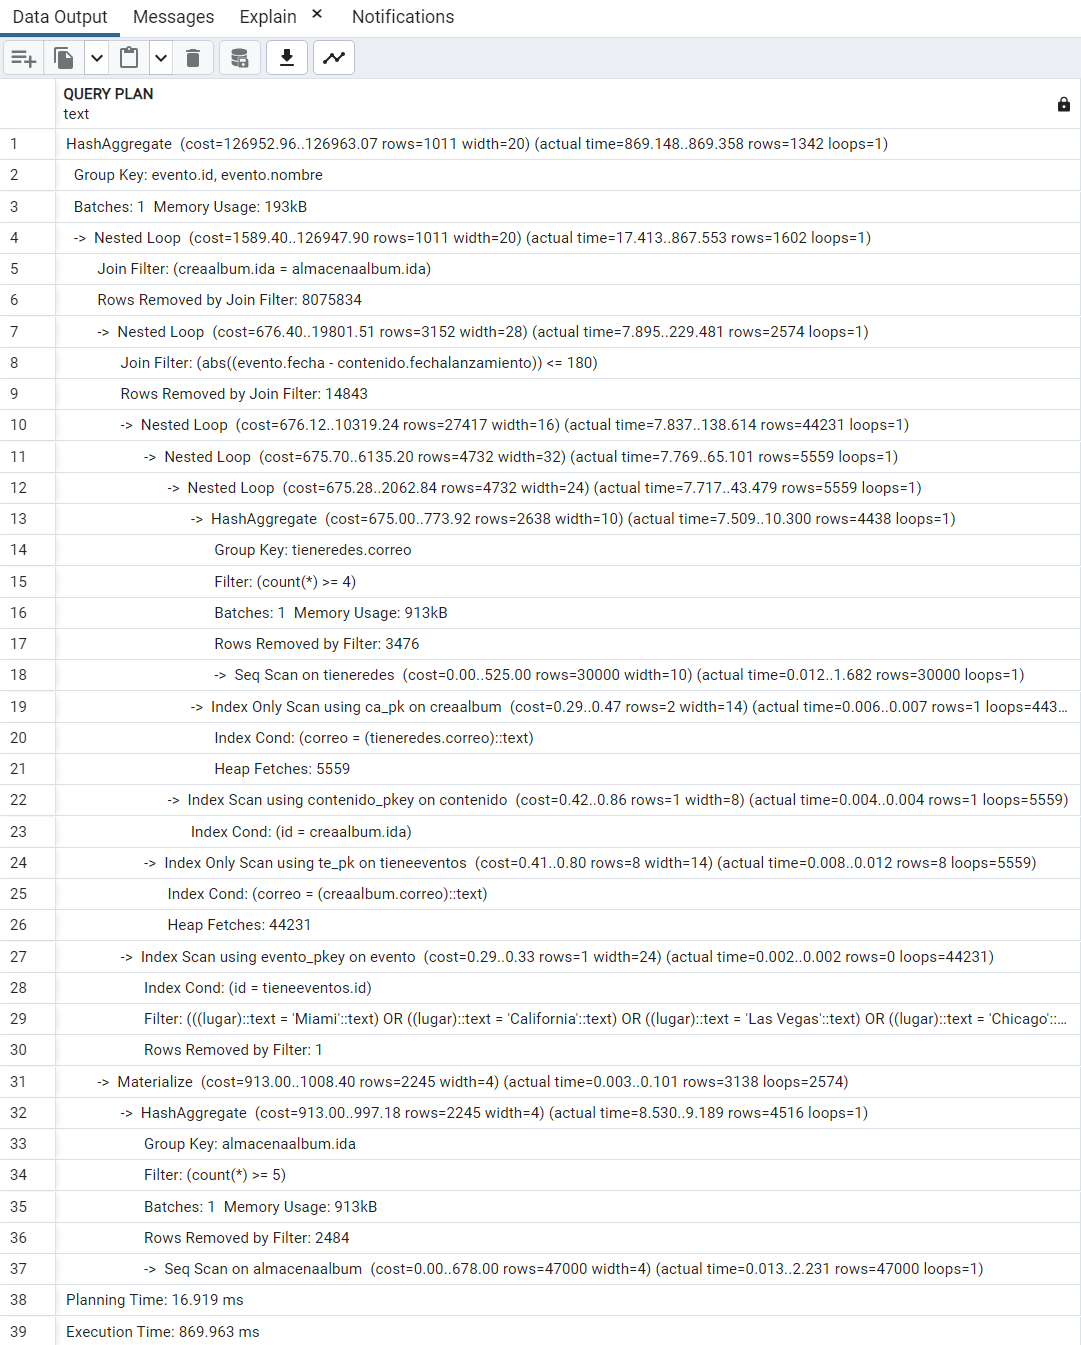 Data Output Messages Explain × Notifications
QUERY PLAN
text
1 HashAggregate (cost=126952.96..126963.07 rows=1011 width=20) (actual time=869.148..869.358 rows=1342 loops=1)
2 Group Key: evento.id, evento.nombre
3 Batches: 1 Memory Usage: 193kB
4 -> Nested Loop (cost=1589.40..126947.90 rows=1011 width=20) (actual time=17.413..867.553 rows=1602 loops=1)
5 Join Filter: (creaalbum.ida = almacenaalbum.ida)
6 Rows Removed by Join Filter: 8075834
7 -> Nested Loop (cost=676.40..19801.51 rows=3152 width=28) (actual time=7.895..229.481 rows=2574 loops=1)
8 Join Filter: (abs((evento.fecha - contenido.fechalanzamiento)) <= 180)
9 Rows Removed by Join Filter: 14843
10 -> Nested Loop (cost=676.12..10319.24 rows=27417 width=16) (actual time=7.837..138.614 rows=44231 loops=1)
11 -> Nested Loop (cost=675.70..6135.20 rows=4732 width=32) (actual time=7.769..65.101 rows=5559 loops=1)
12 -> Nested Loop (cost=675.28..2062.84 rows=4732 width=24) (actual time=7.717..43.479 rows=5559 loops=1)
13 -> HashAggregate (cost=675.00..773.92 rows=2638 width=10) (actual time=7.509..10.300 rows=4438 loops=1)
14 Group Key: tieneredes.correo
15 Filter: (count(*) >= 4)
16 Batches: 1 Memory Usage: 913kB
17 Rows Removed by Filter: 3476
18 -> Seq Scan on tieneredes (cost=0.00..525.00 rows=30000 width=10) (actual time=0.012..1.682 rows=30000 loops=1)
19 -> Index Only Scan using ca_pk on creaalbum (cost=0.29..0.47 rows=2 width=14) (actual time=0.006..0.007 rows=1 loops=443...
20 Index Cond: (correo = (tieneredes.correo)::text)
21 Heap Fetches: 5559
22 -> Index Scan using contenido_pkey on contenido (cost=0.42..0.86 rows=1 width=8) (actual time=0.004..0.004 rows=1 loops=5559)
23 Index Cond: (id = creaalbum.ida)
24 -> Index Only Scan using te_pk on tieneeventos (cost=0.41..0.80 rows=8 width=14) (actual time=0.008..0.012 rows=8 loops=5559)
25 Index Cond: (correo = (creaalbum.correo)::text)
26 Heap Fetches: 44231
27 -> Index Scan using evento_pkey on evento (cost=0.29..0.33 rows=1 width=24) (actual time=0.002..0.002 rows=0 loops=44231)
28 Index Cond: (id = tieneeventos.id)
29 Filter: (((lugar)::text = 'Miami'::text) OR ((lugar)::text = 'California'::text) OR ((lugar)::text = 'Las Vegas'::text) OR ((lugar)::text = 'Chicago'::...
30 Rows Removed by Filter: 1
31 -> Materialize (cost=913.00..1008.40 rows=2245 width=4) (actual time=0.003..0.101 rows=3138 loops=2574)
32 -> HashAggregate (cost=913.00..997.18 rows=2245 width=4) (actual time=8.530..9.189 rows=4516 loops=1)
33 Group Key: almacenaalbum.ida
34 Filter: (count(*) >= 5)
35 Batches: 1 Memory Usage: 913kB
36 Rows Removed by Filter: 2484
37 -> Seq Scan on almacenaalbum (cost=0.00..678.00 rows=47000 width=4) (actual time=0.013..2.231 rows=47000 loops=1)
38 Planning Time: 16.919 ms
39 Execution Time: 869.963 ms